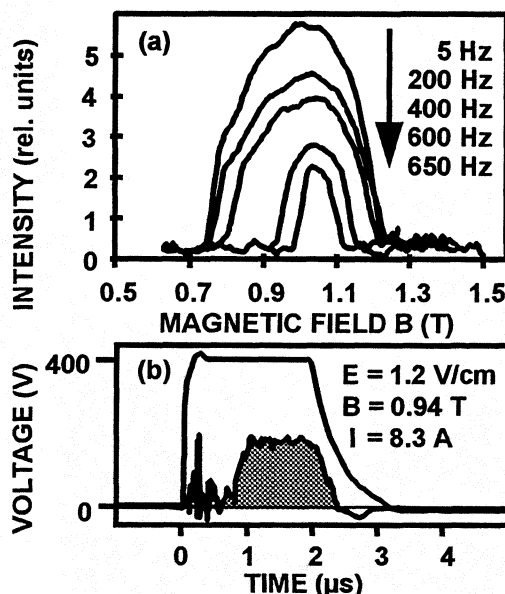 (a)
5 Hz
200 Hz
400 Hz
600 Hz
650 Hz
INTENSITY (rel. units)
5
4
3
2
1
0
0.5 0.7 0.9 1.1 1.3 1.5
MAGNETIC FIELD B (T)
(b)
E = 1.2 V/cm
B = 0.94 T
I = 8.3 A
VOLTAGE (V)
400
0
0 1 2 3 4
TIME (µs)